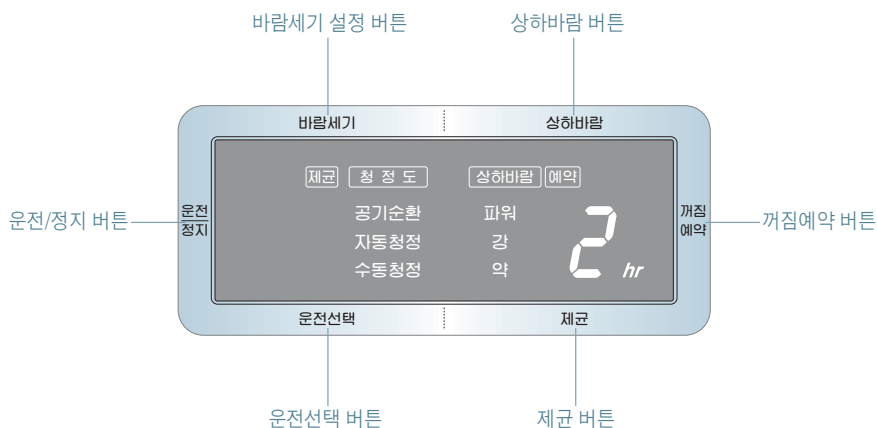 바람세기 설정 버튼 상하바람 버튼
바람세기 상하바람
제균 청 정 도 상하바람 예약
운전/정지 버튼 운전 정지 공기순환 파워 2 hr 꺼짐 예약 꺼짐예약 버튼
자동청정 강
수동청정 약
운전선택 제균
운전선택 버튼 제균 버튼